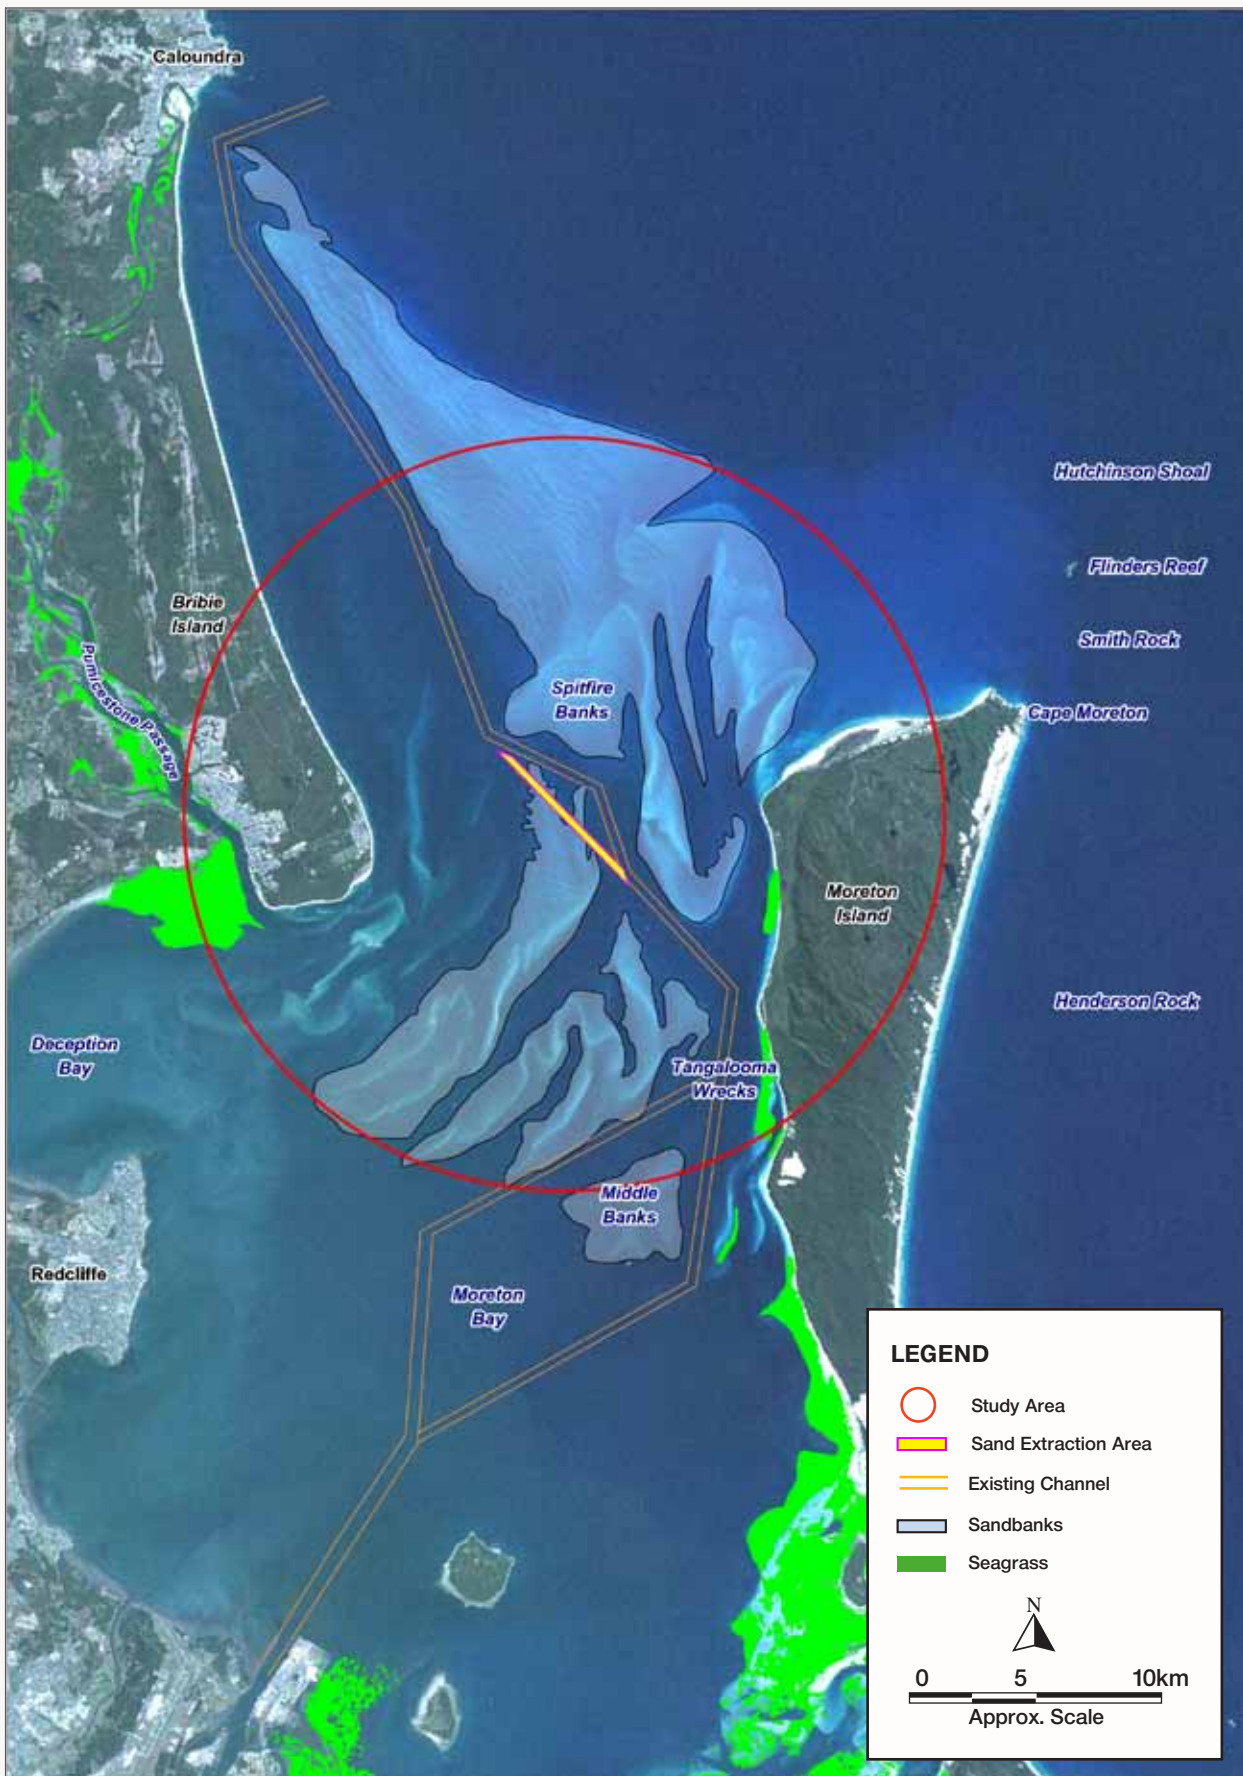 Caloundra
Hutchinson Shoal
Flinders Reef
Bribie
Island
Smith Rock
Pumicestone Passage
Spitfire
Banks
Cape Moreton
Moreton
Island
Henderson Rock
Deception
Bay
Tangalooma
Wrecks
Middle
Banks
Redcliffe
Moreton
Bay
LEGEND
Study Area
Sand Extraction Area
Existing Channel
Sandbanks
Seagrass
N
0 5 10km
Approx. Scale